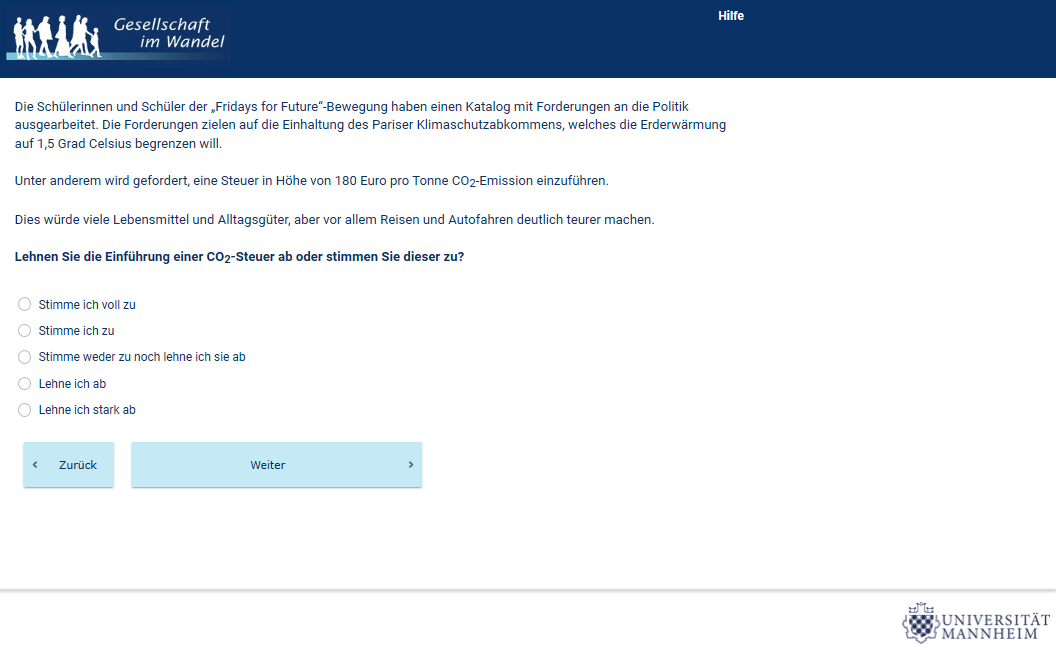 Gesellschaft
im Wandel
Hilfe
Die Schülerinnen und Schüler der „Fridays for Future“-Bewegung haben einen Katalog mit Forderungen an die Politik
ausgearbeitet. Die Forderungen zielen auf die Einhaltung des Pariser Klimaschutzabkommens, welches die Erderwärmung
auf 1,5 Grad Celsius begrenzen will.
Unter anderem wird gefordert, eine Steuer in Höhe von 180 Euro pro Tonne CO₂-Emission einzuführen.
Dies würde viele Lebensmittel und Alltagsgüter, aber vor allem Reisen und Autofahren deutlich teurer machen.
Lehnen Sie die Einführung einer CO₂-Steuer ab oder stimmen Sie dieser zu?
Stimme ich voll zu
Stimme ich zu
Stimme weder zu noch lehne ich sie ab
Lehne ich ab
Lehne ich stark ab
‹ Zurück
Weiter ›
UNIVERSITÄT
MANNHEIM